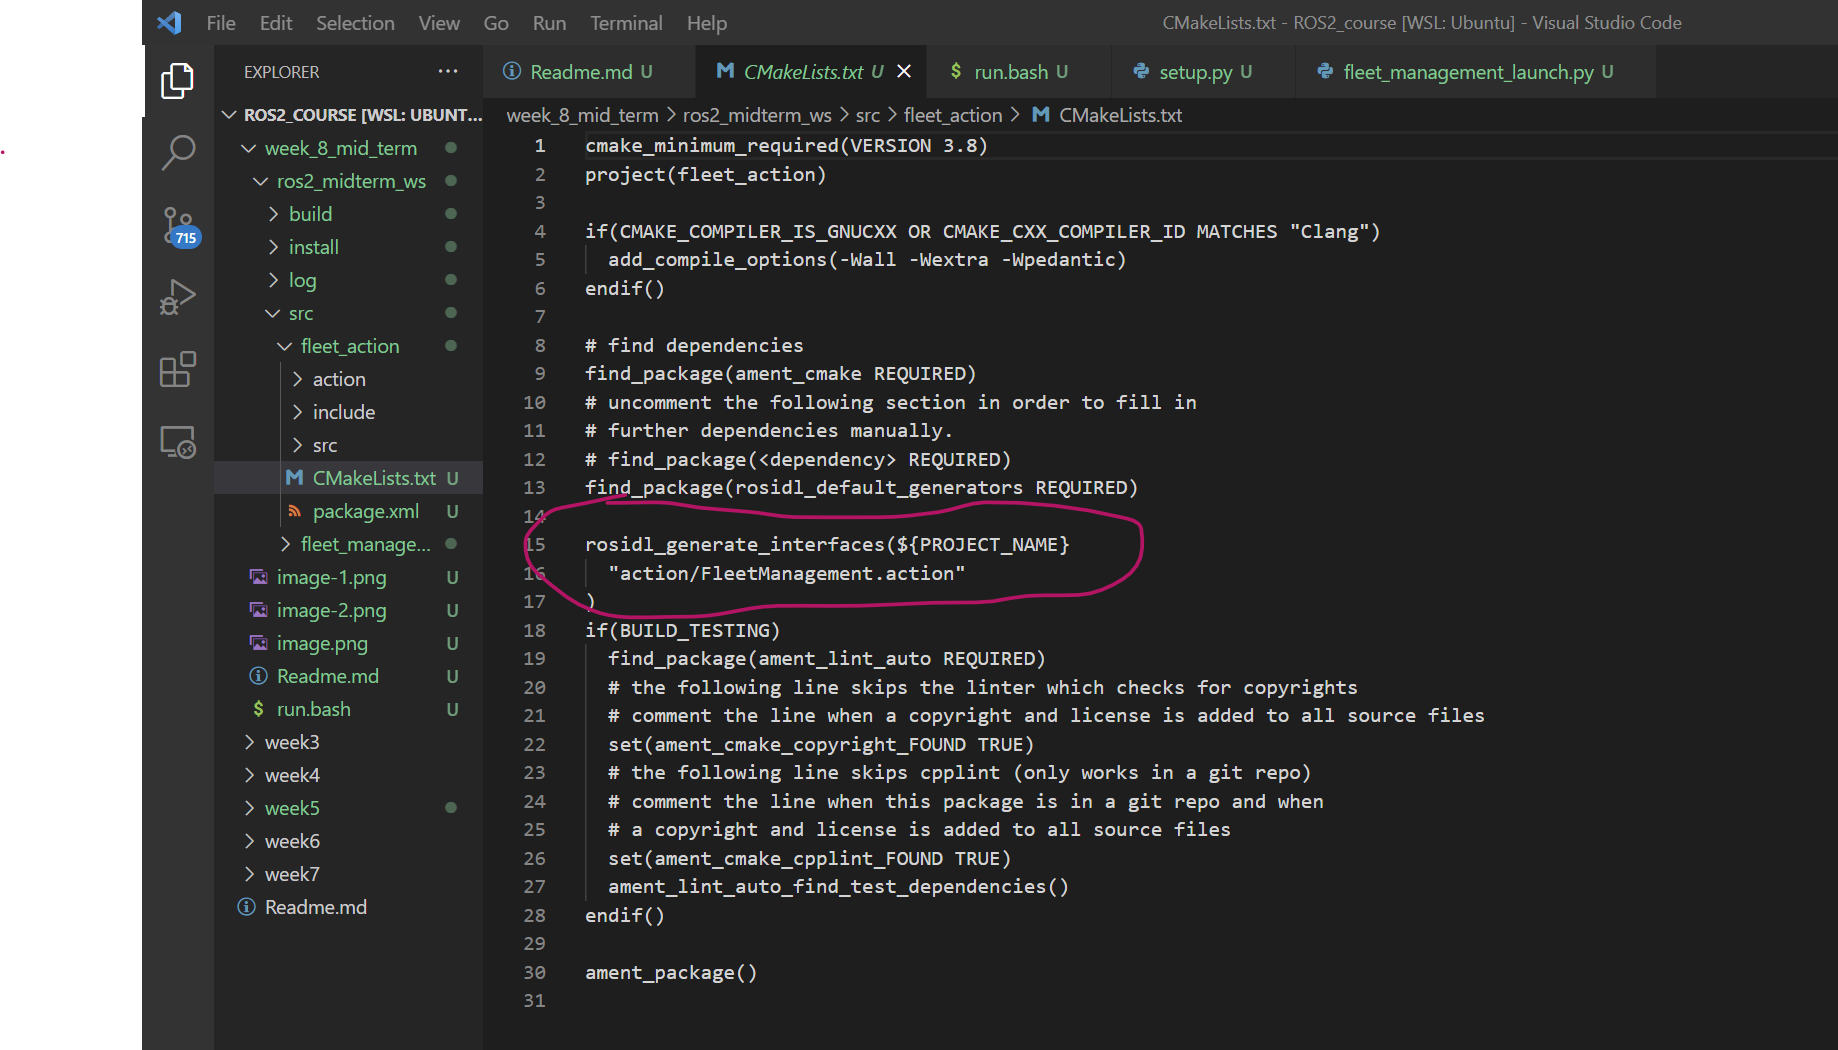 File Edit Selection View Go Run Terminal Help CMakeLists.txt - ROS2_course [WSL: Ubuntu] - Visual Studio Code
EXPLORER ...
Readme.md U CMakeLists.txt U run.bash U setup.py U fleet_management_launch.py U
week_8_mid_term > ros2_midterm_ws > src > fleet_action > CMakeLists.txt
715
ROS2_COURSE [WSL: UBUNT...
week_8_mid_term
ros2_midterm_ws
build
install
log
src
fleet_action
action
include
src
CMakeLists.txt U
package.xml U
fleet_manage...
image-1.png U
image-2.png U
image.png U
Readme.md U
run.bash U
week3
week4
week5
week6
week7
Readme.md
1 cmake_minimum_required(VERSION 3.8)
2 project(fleet_action)
3
4 if(CMAKE_COMPILER_IS_GNUCXX OR CMAKE_CXX_COMPILER_ID MATCHES "Clang")
5 add_compile_options(-Wall -Wextra -Wpedantic)
6 endif()
7
8 # find dependencies
9 find_package(ament_cmake REQUIRED)
10 # uncomment the following section in order to fill in
11 # further dependencies manually.
12 # find_package(<dependency> REQUIRED)
13 find_package(rosidl_default_generators REQUIRED)
14
15 rosidl_generate_interfaces(${PROJECT_NAME}
16 "action/FleetManagement.action"
17 )
18 if(BUILD_TESTING)
19 find_package(ament_lint_auto REQUIRED)
20 # the following line skips the linter which checks for copyrights
21 # comment the line when a copyright and license is added to all source files
22 set(ament_cmake_copyright_FOUND TRUE)
23 # the following line skips cpplint (only works in a git repo)
24 # comment the line when this package is in a git repo and when
25 # a copyright and license is added to all source files
26 set(ament_cmake_cpplint_FOUND TRUE)
27 ament_lint_auto_find_test_dependencies()
28 endif()
29
30 ament_package()
31